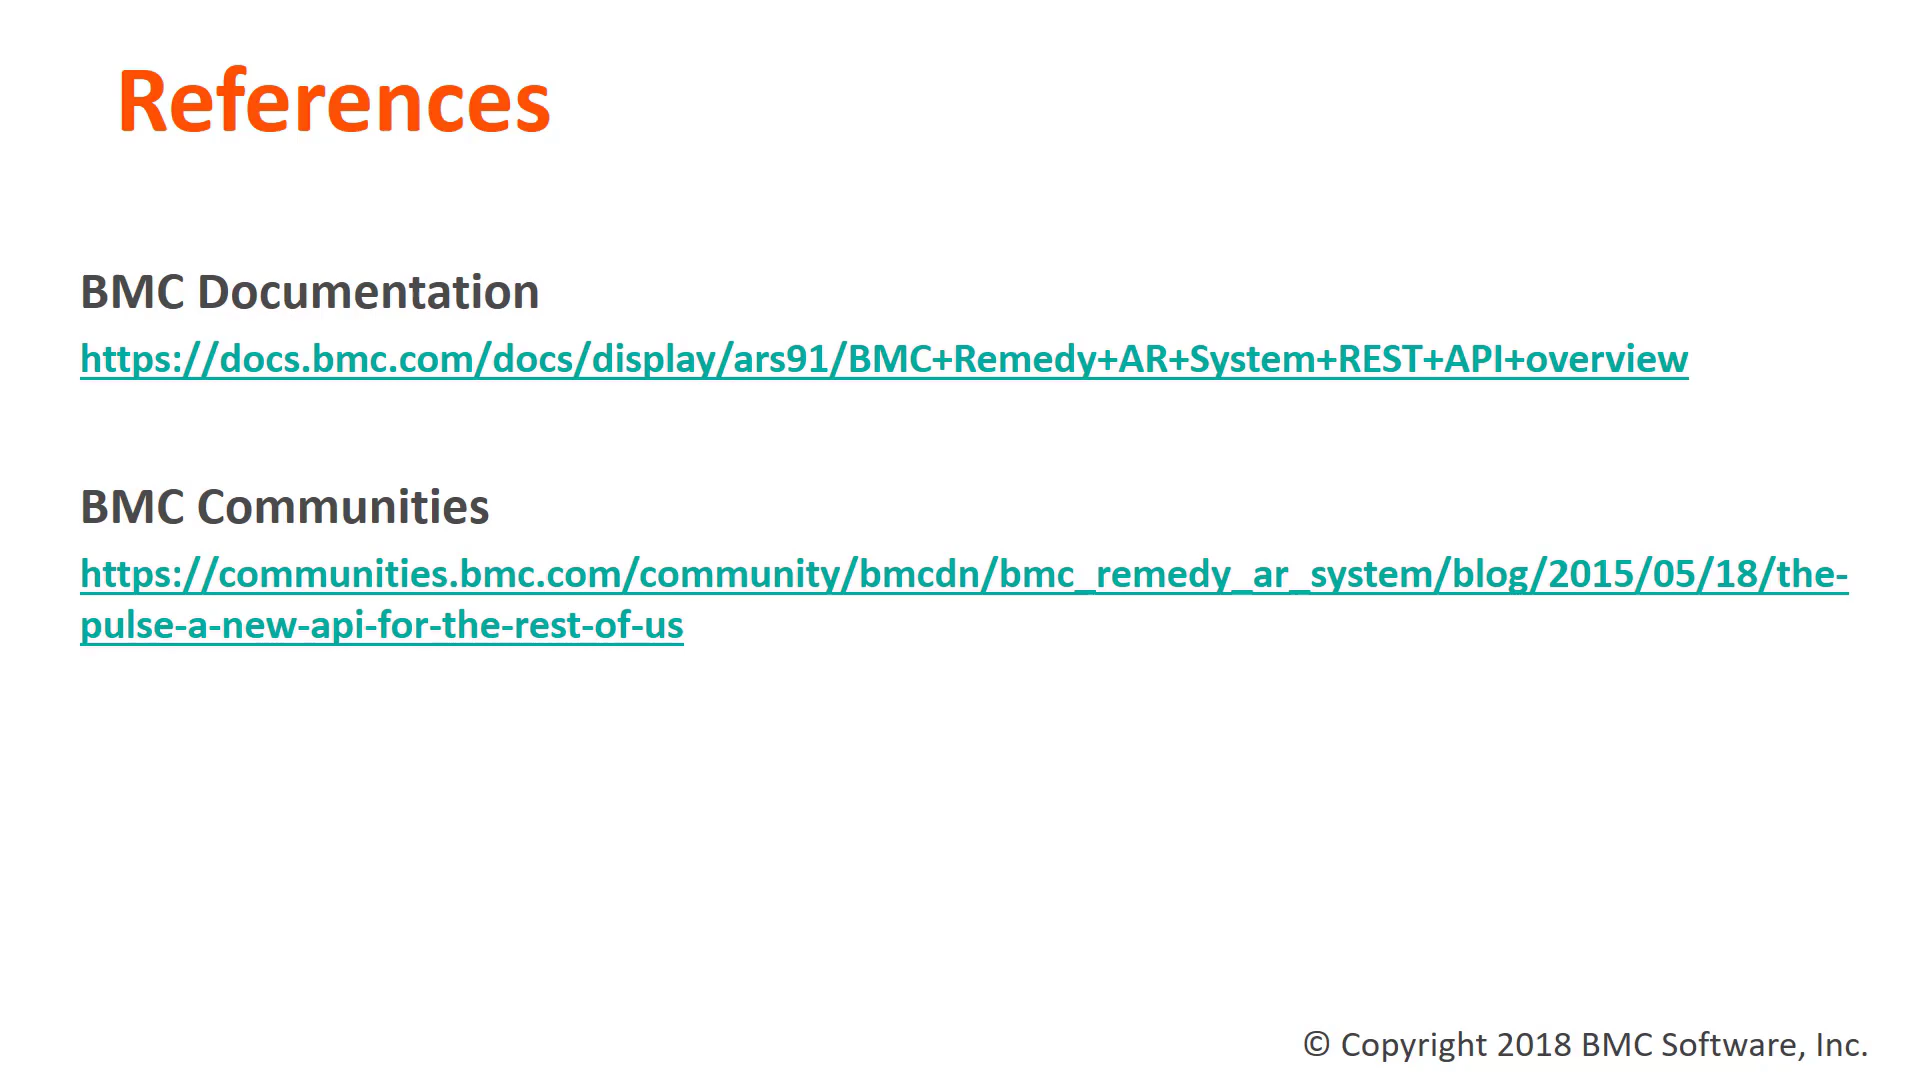 References
BMC Documentation
https://docs.bmc.com/docs/display/ars91/BMC+Remedy+AR+System+REST+API+overview
BMC Communities
https://communities.bmc.com/community/bmcdn/bmc_remedy_ar_system/blog/2015/05/18/the-
pulse-a-new-api-for-the-rest-of-us
© Copyright 2018 BMC Software, Inc.